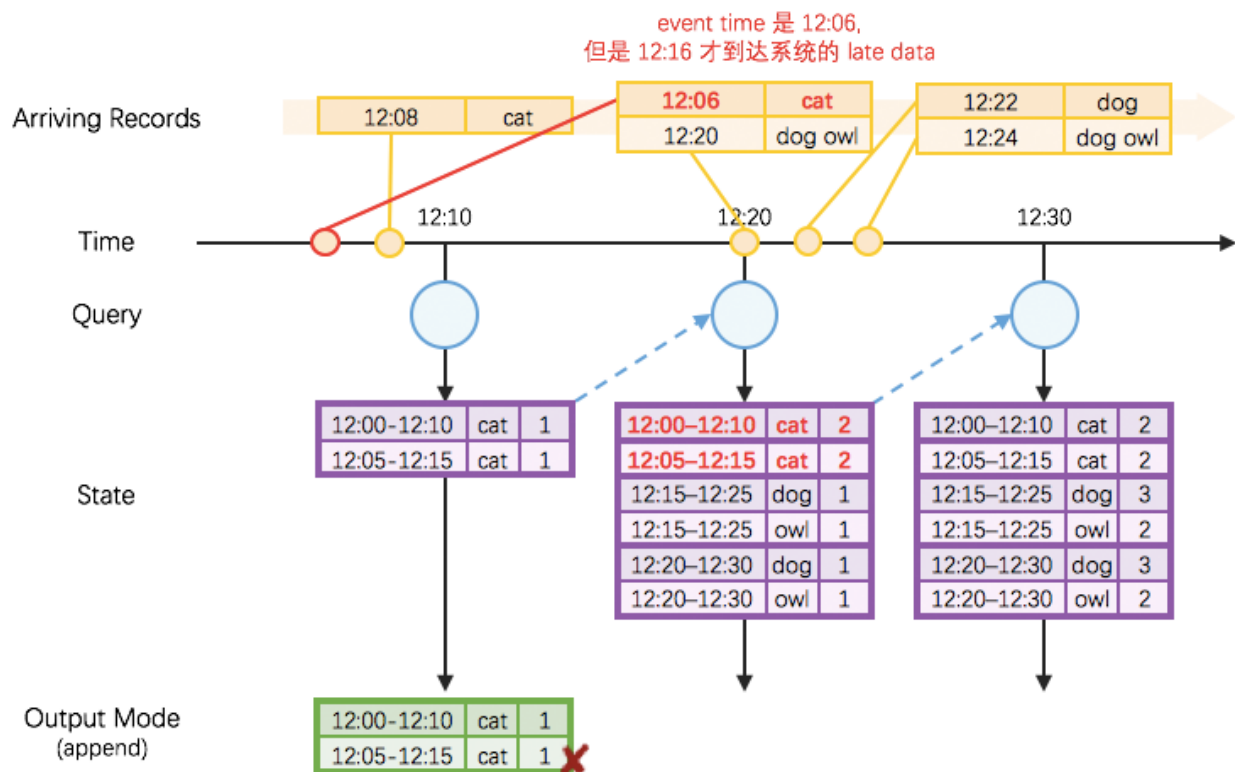 event time 是 12:06,
但是 12:16 才到达系统的 late data
Arriving Records
12:08 cat
12:06 cat
12:20 dog owl
12:22 dog
12:24 dog owl
Time
12:10
12:20
12:30
Query
State
12:00-12:10 cat 1
12:05-12:15 cat 1
12:00–12:10 cat 2
12:05–12:15 cat 2
12:15–12:25 dog 1
12:15–12:25 owl 1
12:20–12:30 dog 1
12:20–12:30 owl 1
12:00–12:10 cat 2
12:05–12:15 cat 2
12:15–12:25 dog 3
12:15–12:25 owl 2
12:20–12:30 dog 3
12:20–12:30 owl 2
Output Mode
(append)
12:00-12:10 cat 1
12:05-12:15 cat 1